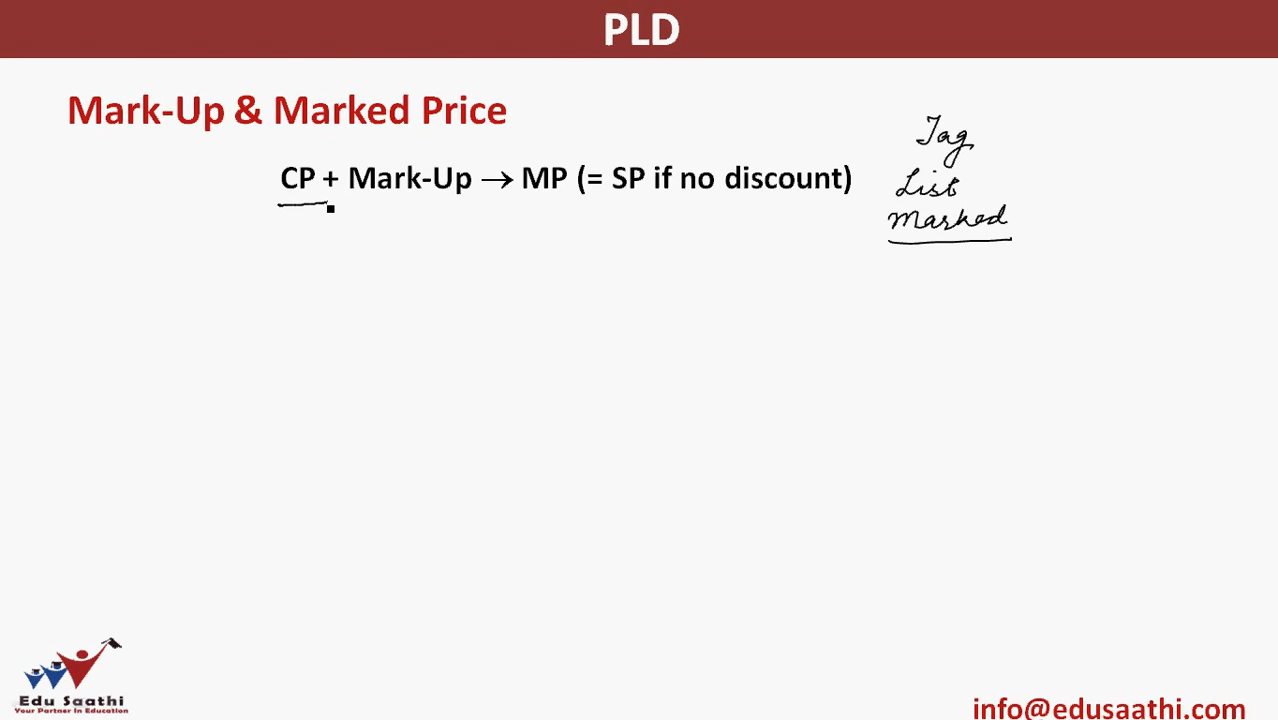 PLD
Mark-Up & Marked Price
CP + Mark-Up → MP (= SP if no discount)
Tag
List
Marked
Edu Saathi
Your Partner In Education
info@edusaathi.com